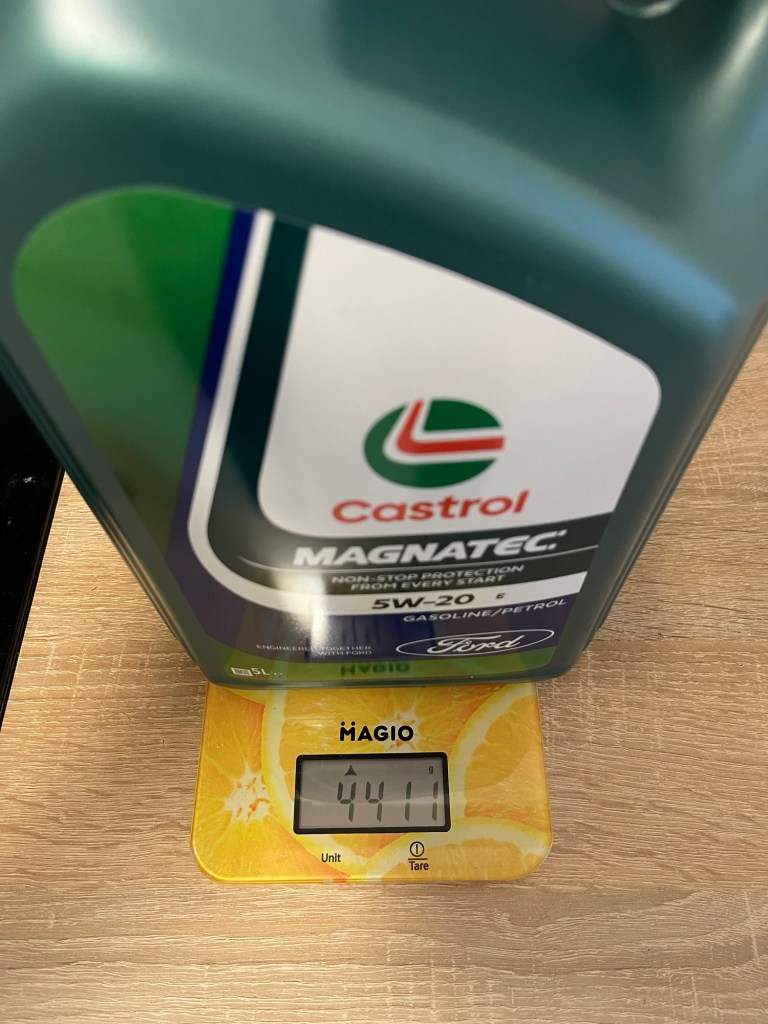 Castrol
MAGNATEC
NON-STOP PROTECTION
FROM EVERY START
5W-20 E
GASOLINE/PETROL
ENGINEERED TOGETHER
WITH FORD
Ford
5L
MAGIO
g
4411
Unit
Tare